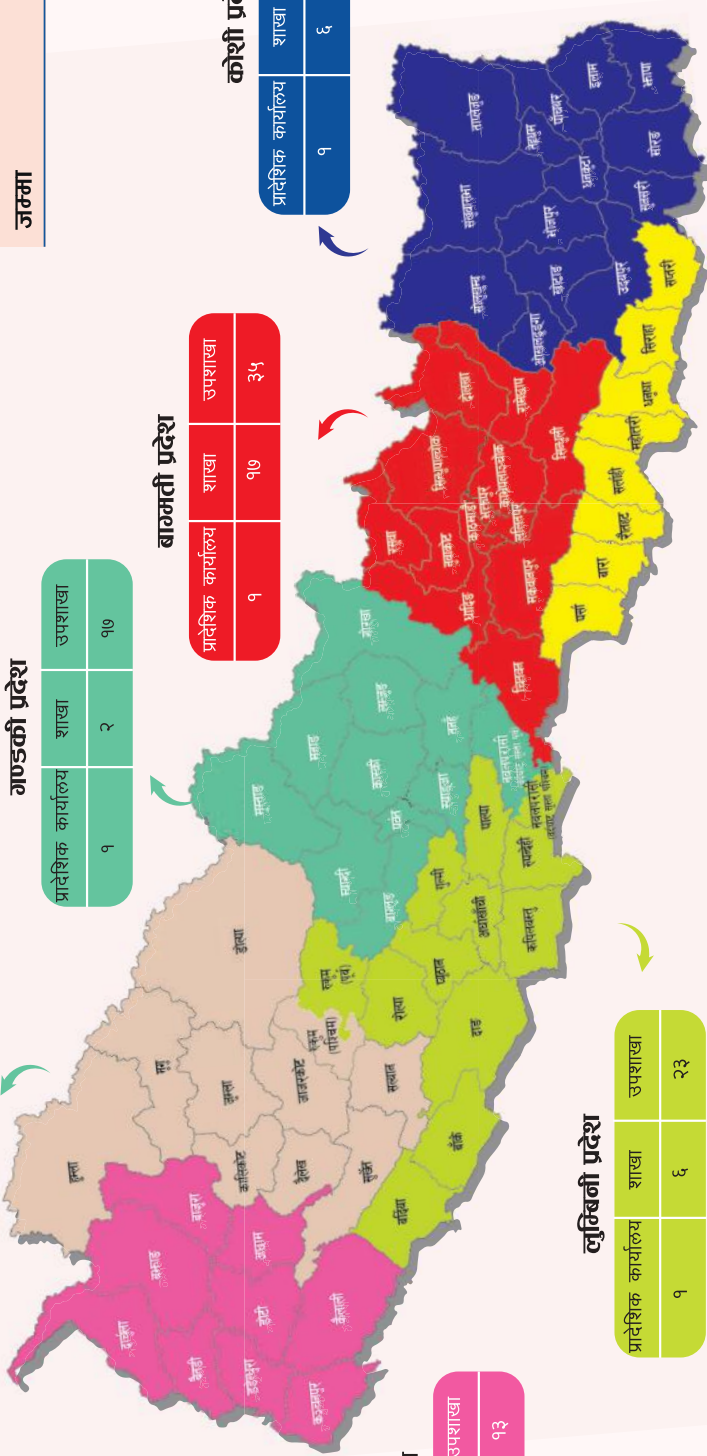 जम्मा
कोशी प्र
प्रादेशिक कार्यालय शाखा
१ ६
बाग्मती प्रदेश
प्रादेशिक कार्यालय शाखा उपशाखा
१ १७ ३५
गण्डकी प्रदेश
प्रादेशिक कार्यालय शाखा उपशाखा
१ २ १७
लुम्बिनी प्रदेश
प्रादेशिक कार्यालय शाखा उपशाखा
१ ६ २३
उपशाखा
१३
दार्चुला
बझाङ
बाजुरा
बैतडी
डडेल्धुरा
डोटी
अछाम
कञ्चनपुर
कैलाली
हुम्ला
मुगु
डोल्पा
जुम्ला
कालिकोट
दैलेख
जाजरकोट
रुकुम
(पश्चिम)
सल्यान
सुर्खेत
बर्दिया
बाँके
दाङ
रुकुम
(पूर्व)
रोल्पा
प्युठान
गुल्मी
अर्घाखाँची
पाल्पा
कपिलवस्तु
रुपन्देही
नवलपरासी
मुस्ताङ
मनाङ
गोरखा
म्याग्दी
कास्की
लमजुङ
पर्वत
बाग्लुङ
स्याङ्जा
तनहुँ
नवलपरासी
रसुवा
सिन्धुपाल्चोक
दोलखा
धादिङ
नुवाकोट
काठमाडौं
भक्तपुर
काभ्रेपलाञ्चोक
ललितपुर
रामेछाप
चितवन
मकवानपुर
सिन्धुली
पर्सा
बारा
रौतहट
सर्लाही
महोत्तरी
धनुषा
सिराहा
सप्तरी
सोलुखुम्बु
संखुवासभा
ताप्लेजुङ
ओखलढुङ्गा
खोटाङ
भोजपुर
तेह्रथुम
पाँचथर
धनकुटा
इलाम
उदयपुर
सुनसरी
मोरङ
झापा